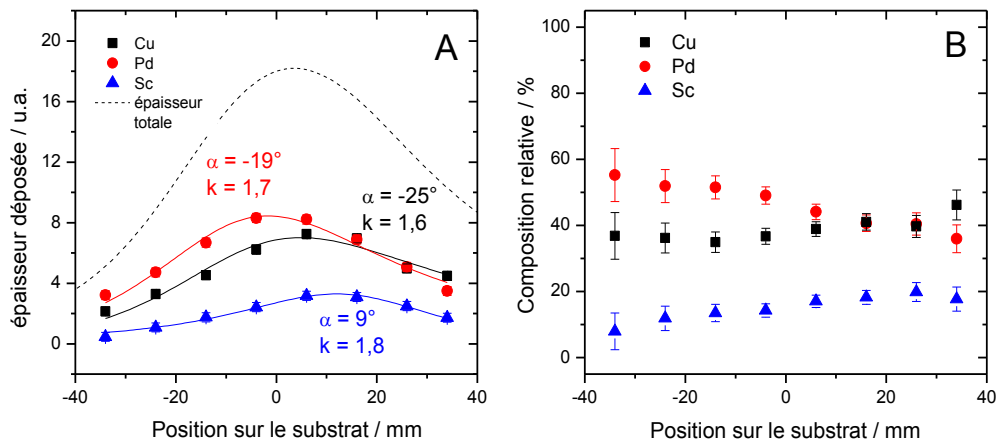 A
Cu
Pd
Sc
épaisseur
totale
α = -19°
k = 1,7
α = -25°
k = 1,6
α = 9°
k = 1,8
22
20
16
12
8
4
0
-40
-20
0
20
40
épaisseur déposée / u.a.
Position sur le substrat / mm
B
Cu
Pd
Sc
100
80
60
40
20
0
-40
-20
0
20
40
Composition relative / %
Position sur le substrat / mm